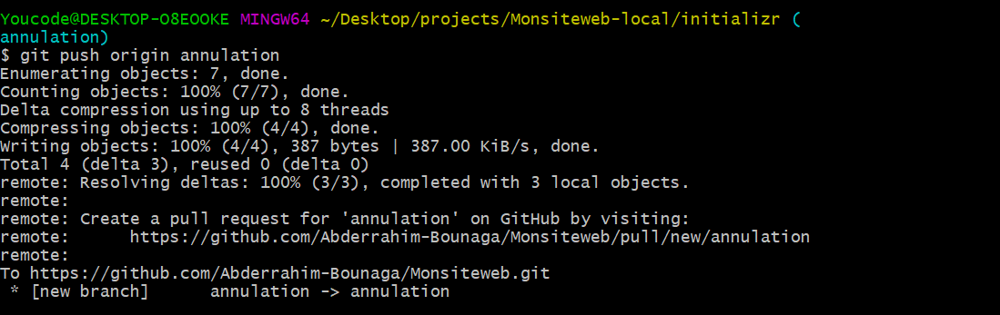 Youcode@DESKTOP-O8EOOKE MINGW64 ~/Desktop/projects/Monsiteweb-local/initializr (
annulation)
$ git push origin annulation
Enumerating objects: 7, done.
Counting objects: 100% (7/7), done.
Delta compression using up to 8 threads
Compressing objects: 100% (4/4), done.
Writing objects: 100% (4/4), 387 bytes | 387.00 KiB/s, done.
Total 4 (delta 3), reused 0 (delta 0)
remote: Resolving deltas: 100% (3/3), completed with 3 local objects.
remote:
remote: Create a pull request for 'annulation' on GitHub by visiting:
remote:      https://github.com/Abderrahim-Bounaga/Monsiteweb/pull/new/annulation
remote:
To https://github.com/Abderrahim-Bounaga/Monsiteweb.git
 * [new branch]      annulation -> annulation